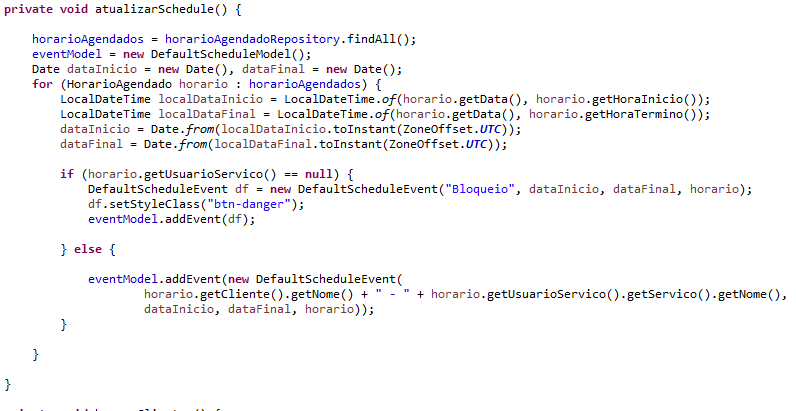 private void atualizarSchedule() {
horarioAgendados = horarioAgendadoRepository.findAll();
eventModel = new DefaultScheduleModel();
Date dataInicio = new Date(), dataFinal = new Date();
for (HorarioAgendado horario : horarioAgendados) {
LocalDateTime localDataInicio = LocalDateTime.of(horario.getData(), horario.getHoraInicio());
LocalDateTime localDataFinal = LocalDateTime.of(horario.getData(), horario.getHoraTermino());
dataInicio = Date.from(localDataInicio.toInstant(ZoneOffset.UTC));
dataFinal = Date.from(localDataFinal.toInstant(ZoneOffset.UTC));
if (horario.getUsuarioServico() == null) {
DefaultScheduleEvent df = new DefaultScheduleEvent("Bloqueio", dataInicio, dataFinal, horario);
df.setStyleClass("btn-danger");
eventModel.addEvent(df);
} else {
eventModel.addEvent(new DefaultScheduleEvent(
horario.getCliente().getNome() + " - " + horario.getUsuarioServico().getServico().getNome(),
dataInicio, dataFinal, horario));
}
}
}